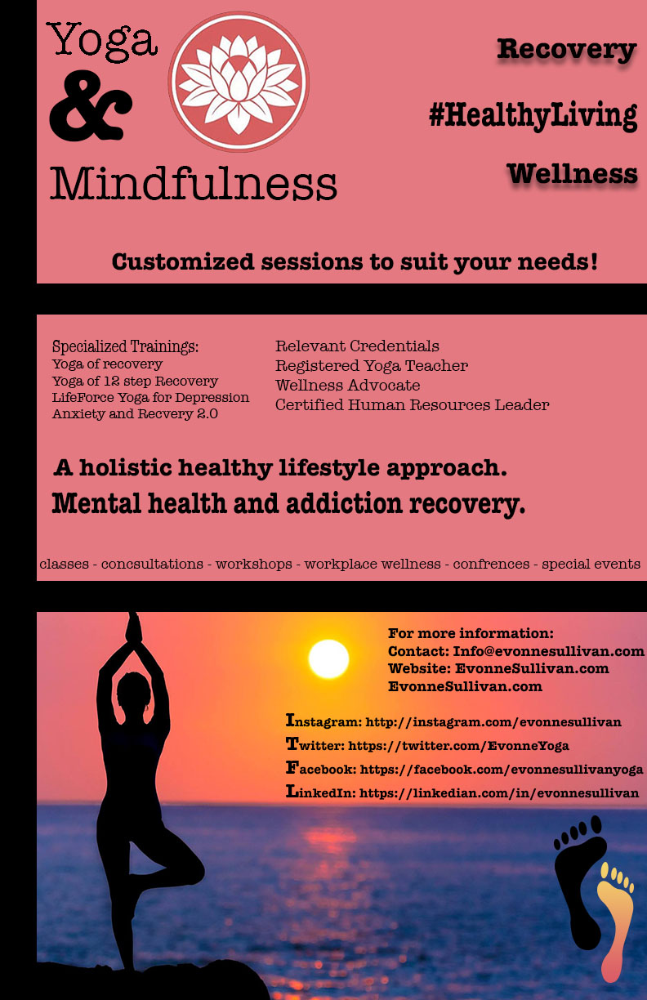 Yoga
&
Mindfulness
Recovery
#HealthyLiving
Wellness
Customized sessions to suit your needs!
Specialized Trainings:
Yoga of recovery
Yoga of 12 step Recovery
LifeForce Yoga for Depression
Anxiety and Recvery 2.0
Relevant Credentials
Registered Yoga Teacher
Wellness Advocate
Certified Human Resources Leader
A holistic healthy lifestyle approach.
Mental health and addiction recovery.
classes - concsultations - workshops - workplace wellness - confrences - special events
For more information:
Contact: Info@evonnesullivan.com
Website: EvonneSullivan.com
EvonneSullivan.com
Instagram: http://instagram.com/evonnesullivan
Twitter: https://twitter.com/EvonneYoga
Facebook: https://facebook.com/evonnesullivanyoga
LinkedIn: https://linkedian.com/in/evonnesullivan